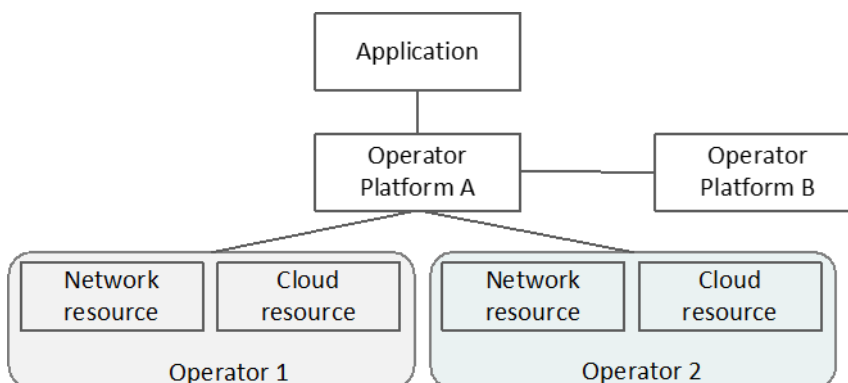 Application
Operator
Platform A
Operator
Platform B
Network
resource
Cloud
resource
Network
resource
Cloud
resource
Operator 1
Operator 2